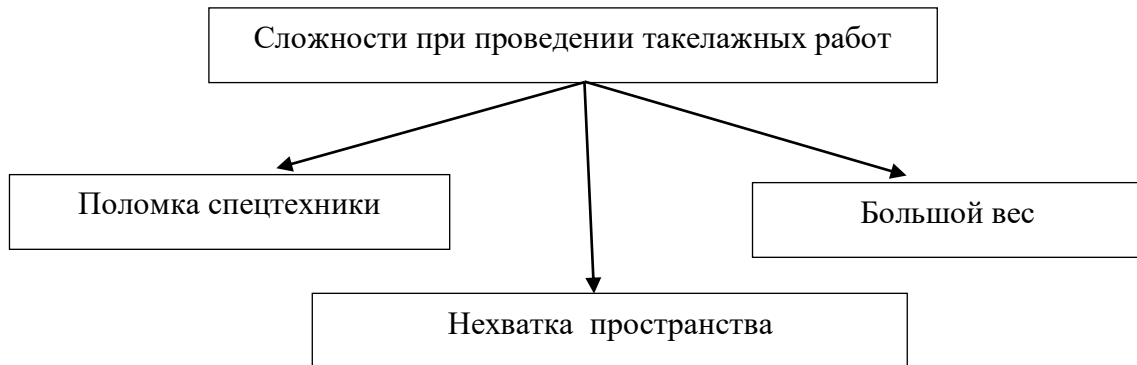 Сложности при проведении такелажных работ
Поломка спецтехники
Большой вес
Нехватка  пространства